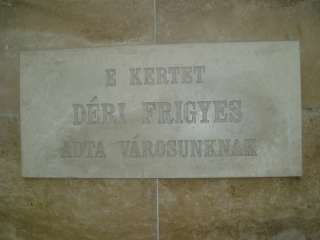 E KERTET
DÉRI FRIGYES
ADTA VÁROSUNKNAK